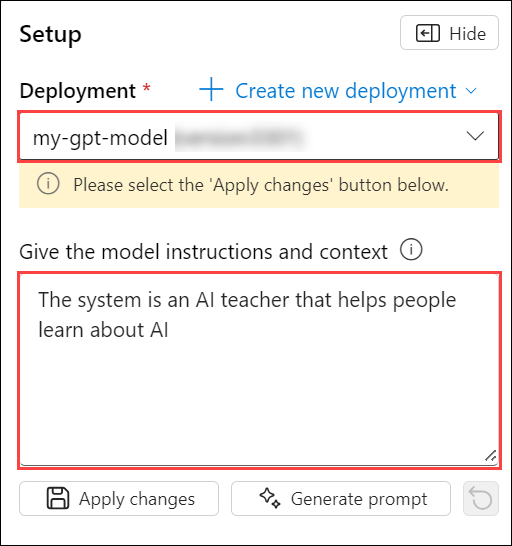 Setup
Hide
Deployment *
Create new deployment
my-gpt-model
Please select the 'Apply changes' button below.
Give the model instructions and context
The system is an AI teacher that helps people
learn about AI
Apply changes
Generate prompt